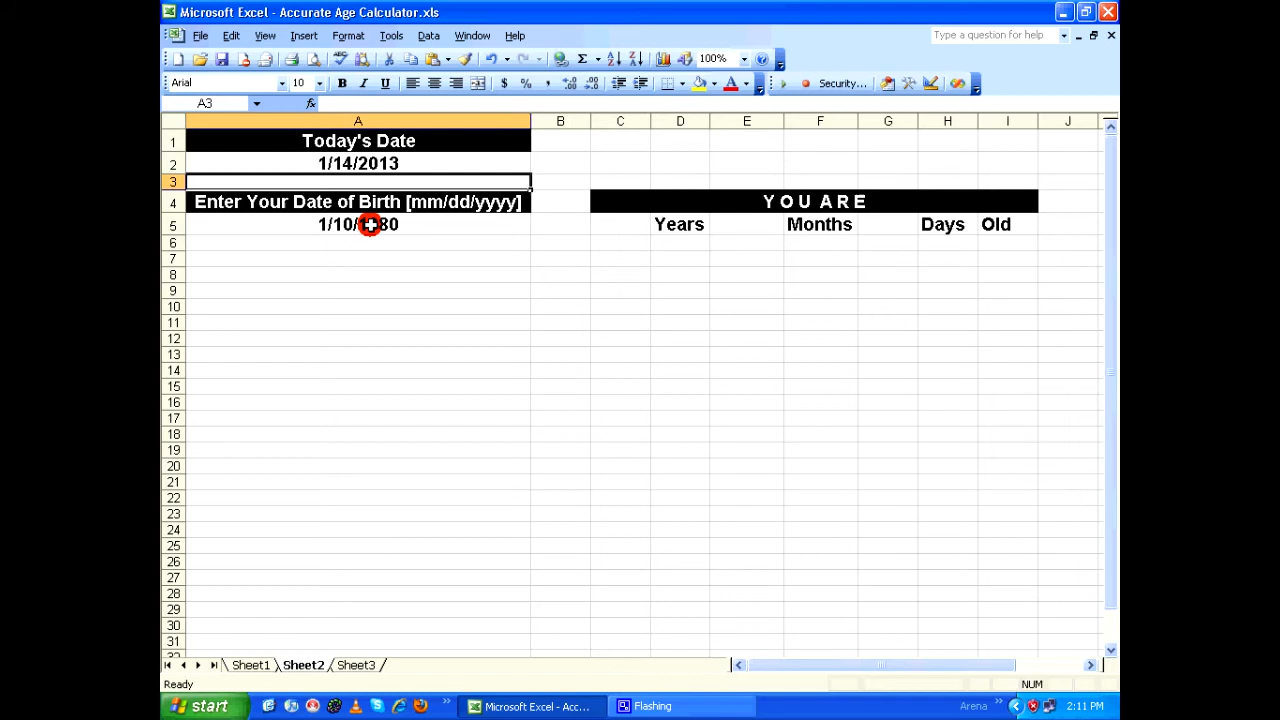 Microsoft Excel - Accurate Age Calculator.xls
File Edit View Insert Format Tools Data Window Help Type a question for help
100%
Arial 10 B I U $ % , Security...
A3 fx
A B C D E F G H I J
1 Today's Date
2 1/14/2013
3
4 Enter Your Date of Birth [mm/dd/yyyy] Y O U A R E
5 Years Months Days Old
6
7
8
9
10
11
12
13
14
15
16
17
18
19
20
21
22
23
24
25
26
27
28
29
30
31
Sheet1 Sheet2 Sheet3
Ready NUM
start Microsoft Excel - Acc... Flashing Arena 2:11 PM